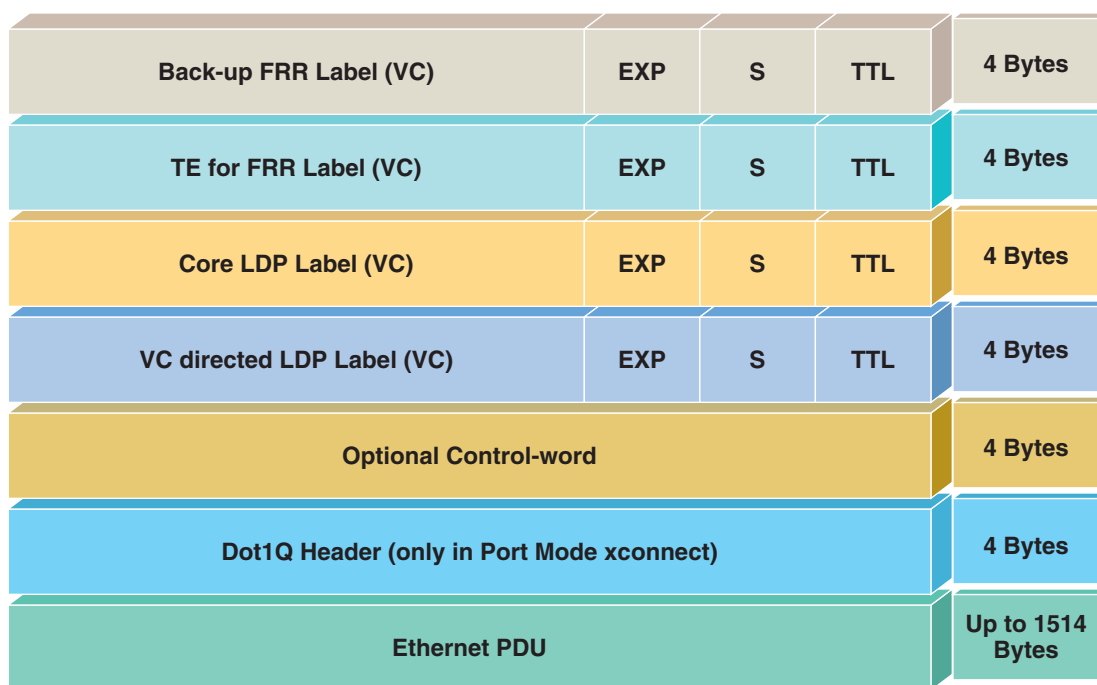 Back-up FRR Label (VC) EXP S TTL 4 Bytes
TE for FRR Label (VC) EXP S TTL 4 Bytes
Core LDP Label (VC) EXP S TTL 4 Bytes
VC directed LDP Label (VC) EXP S TTL 4 Bytes
Optional Control-word 4 Bytes
Dot1Q Header (only in Port Mode xconnect) 4 Bytes
Ethernet PDU Up to 1514
Bytes